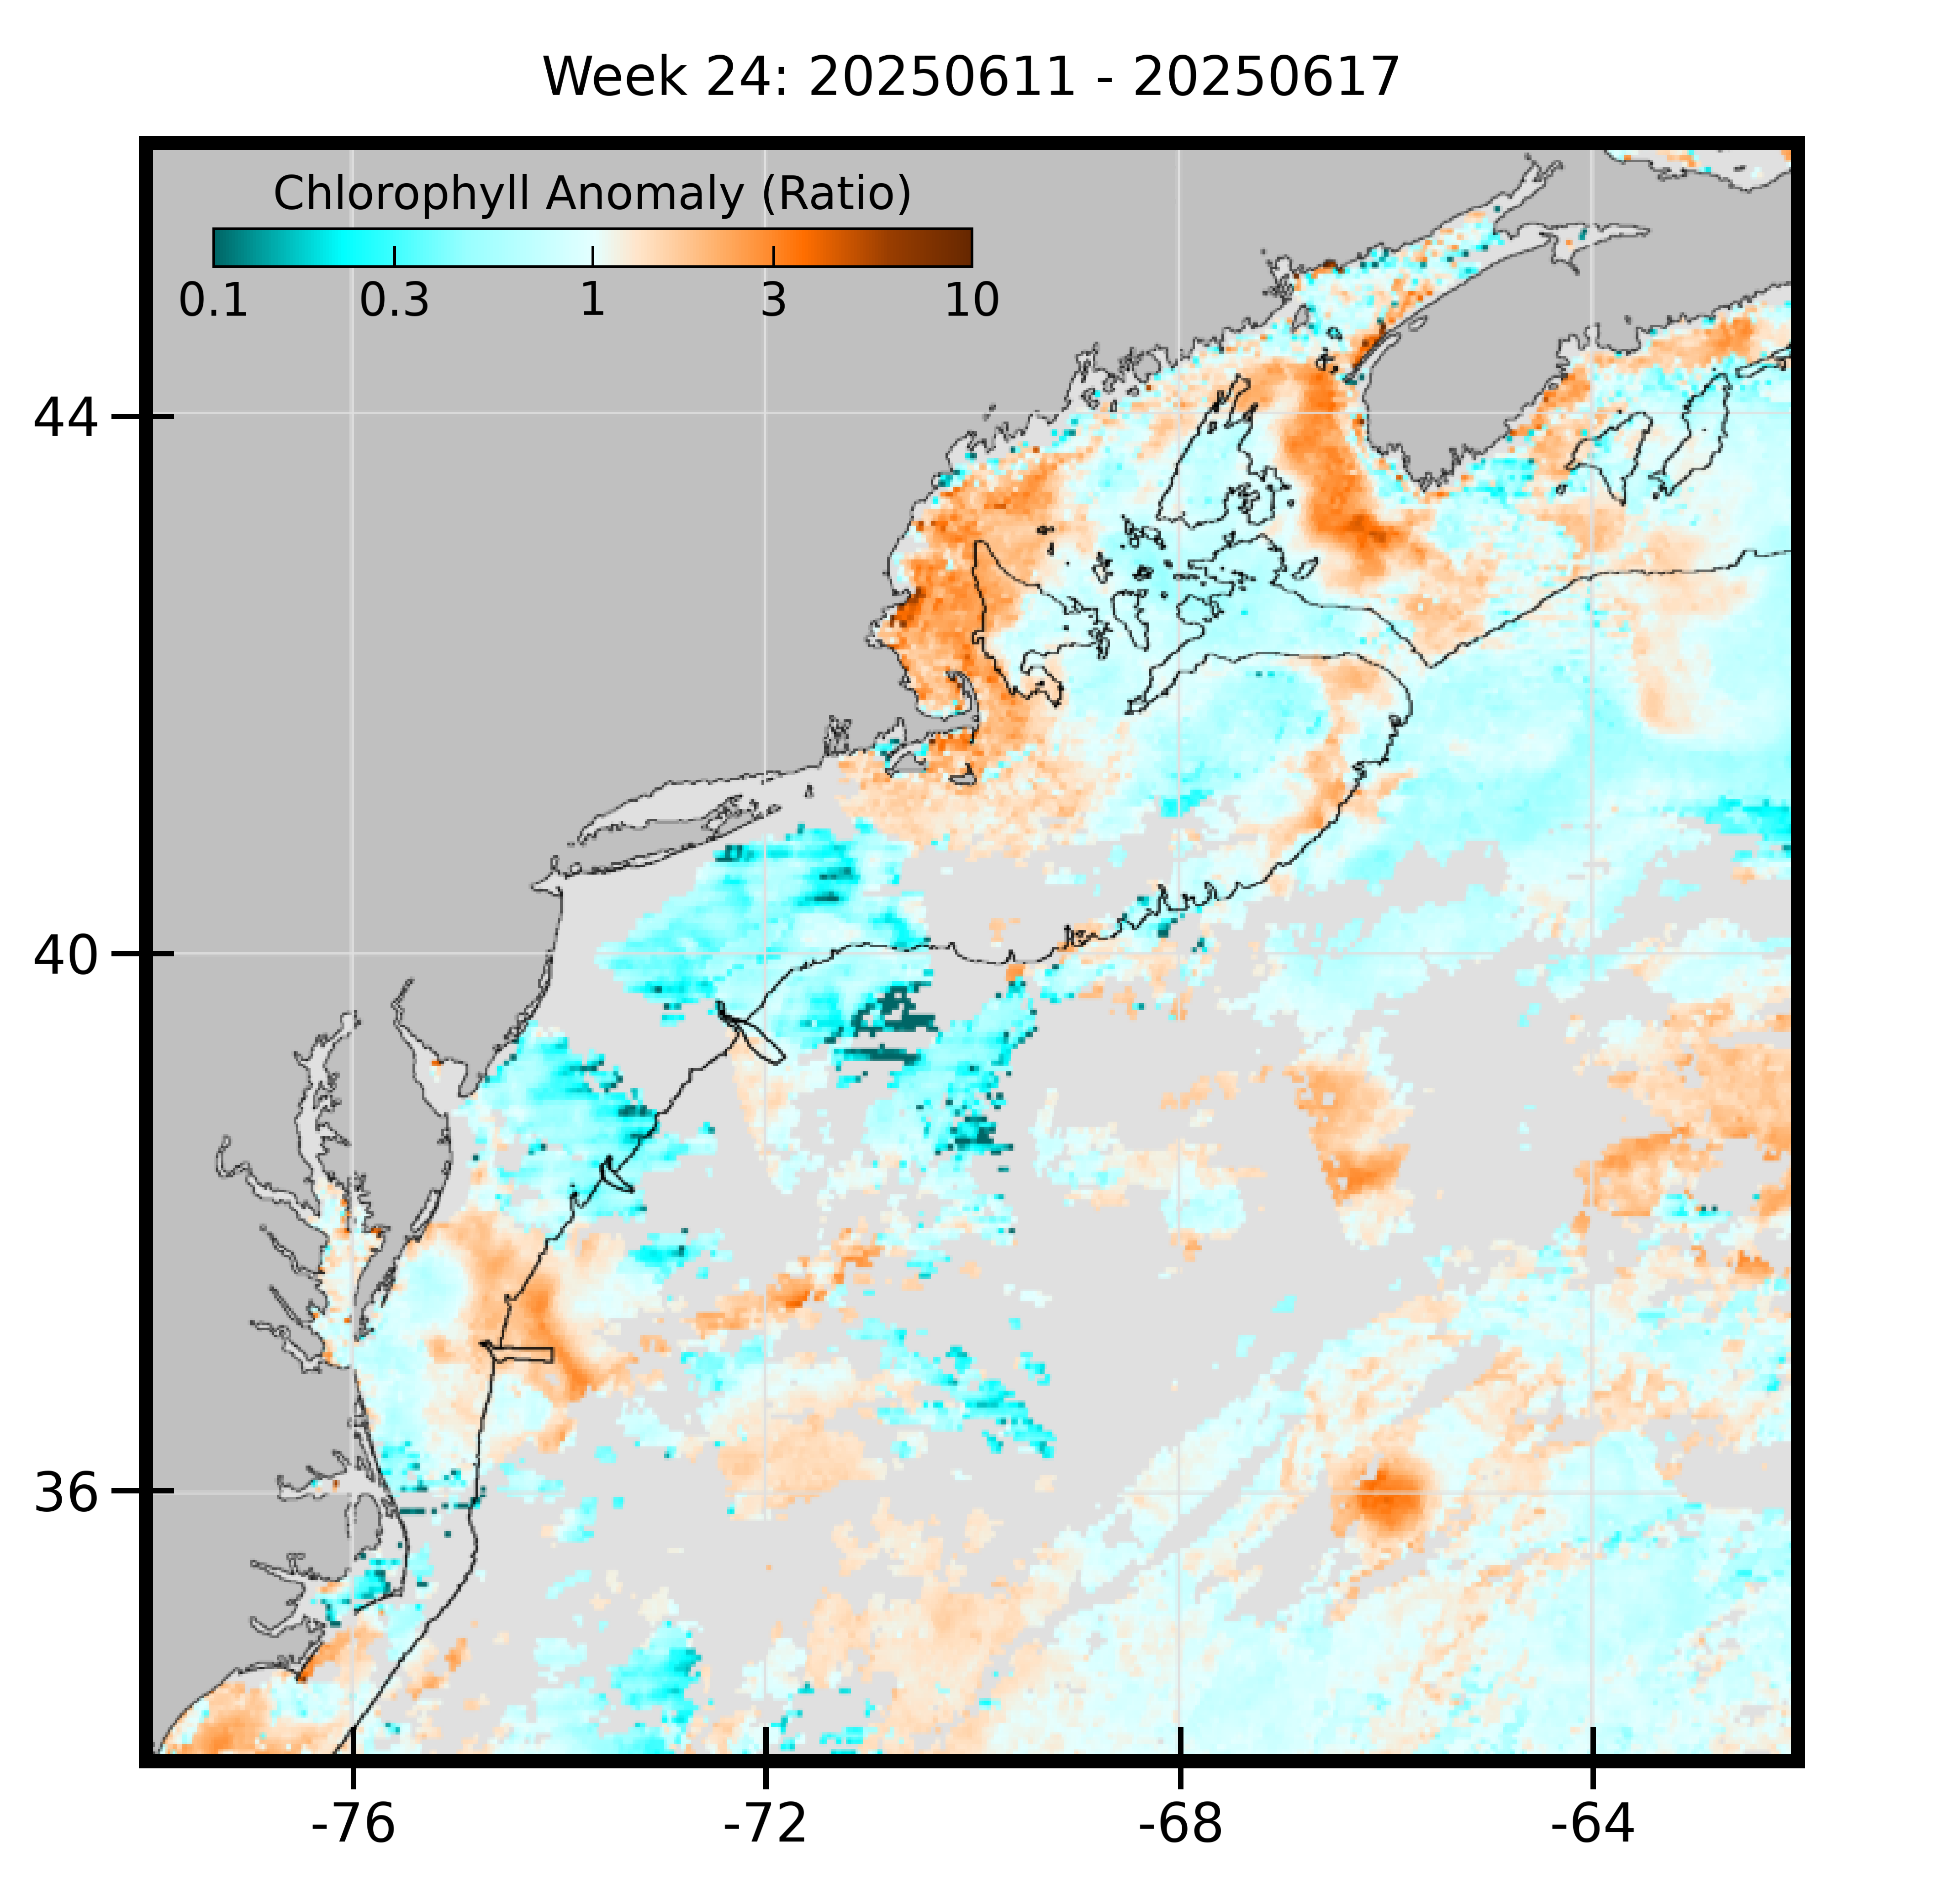 Week 24: 20250611 - 20250617
Chlorophyll Anomaly (Ratio)
0.1 0.3 1 3 10
44
40
36
-76 -72 -68 -64